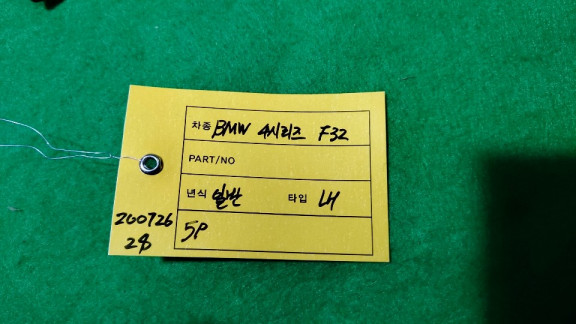 차종 BMW 4시리즈 F32
PART/NO
년식 일반 타입 LH
5P
200726
28